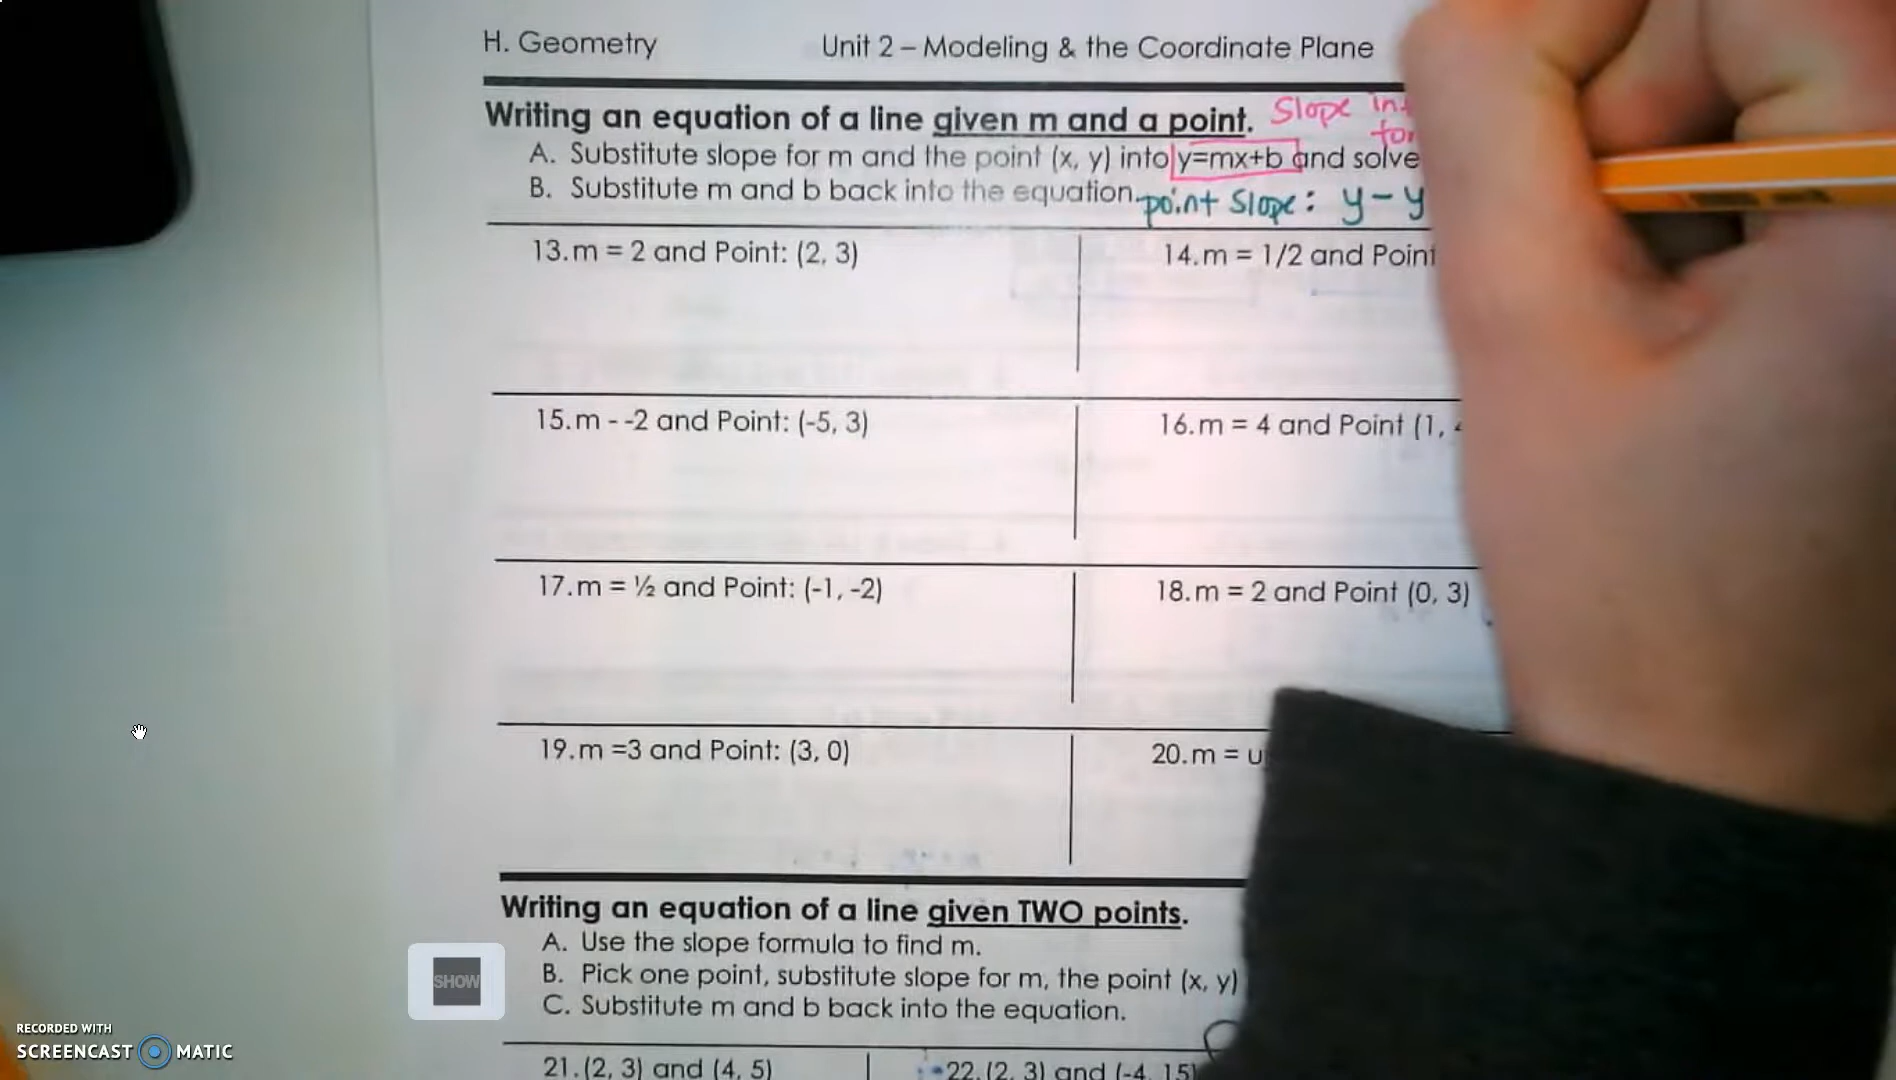 H. Geometry Unit 2 – Modeling & the Coordinate Plane
Writing an equation of a line given m and a point. Slope
A. Substitute slope for m and the point (x, y) into y=mx+b and solve
B. Substitute m and b back into the equation. point Slope: y - y
13. m = 2 and Point: (2, 3) 14. m = 1/2 and Point
15. m - -2 and Point: (-5, 3) 16. m = 4 and Point (1,
17. m = ½ and Point: (-1, -2) 18. m = 2 and Point (0, 3)
19. m =3 and Point: (3, 0) 20. m =
Writing an equation of a line given TWO points.
A. Use the slope formula to find m.
B. Pick one point, substitute slope for m, the point (x, y)
C. Substitute m and b back into the equation.
21. (2, 3) and (4, 5) 22. (2, 3) and (-4, 15)
SHOW
RECORDED WITH
SCREENCAST MATIC